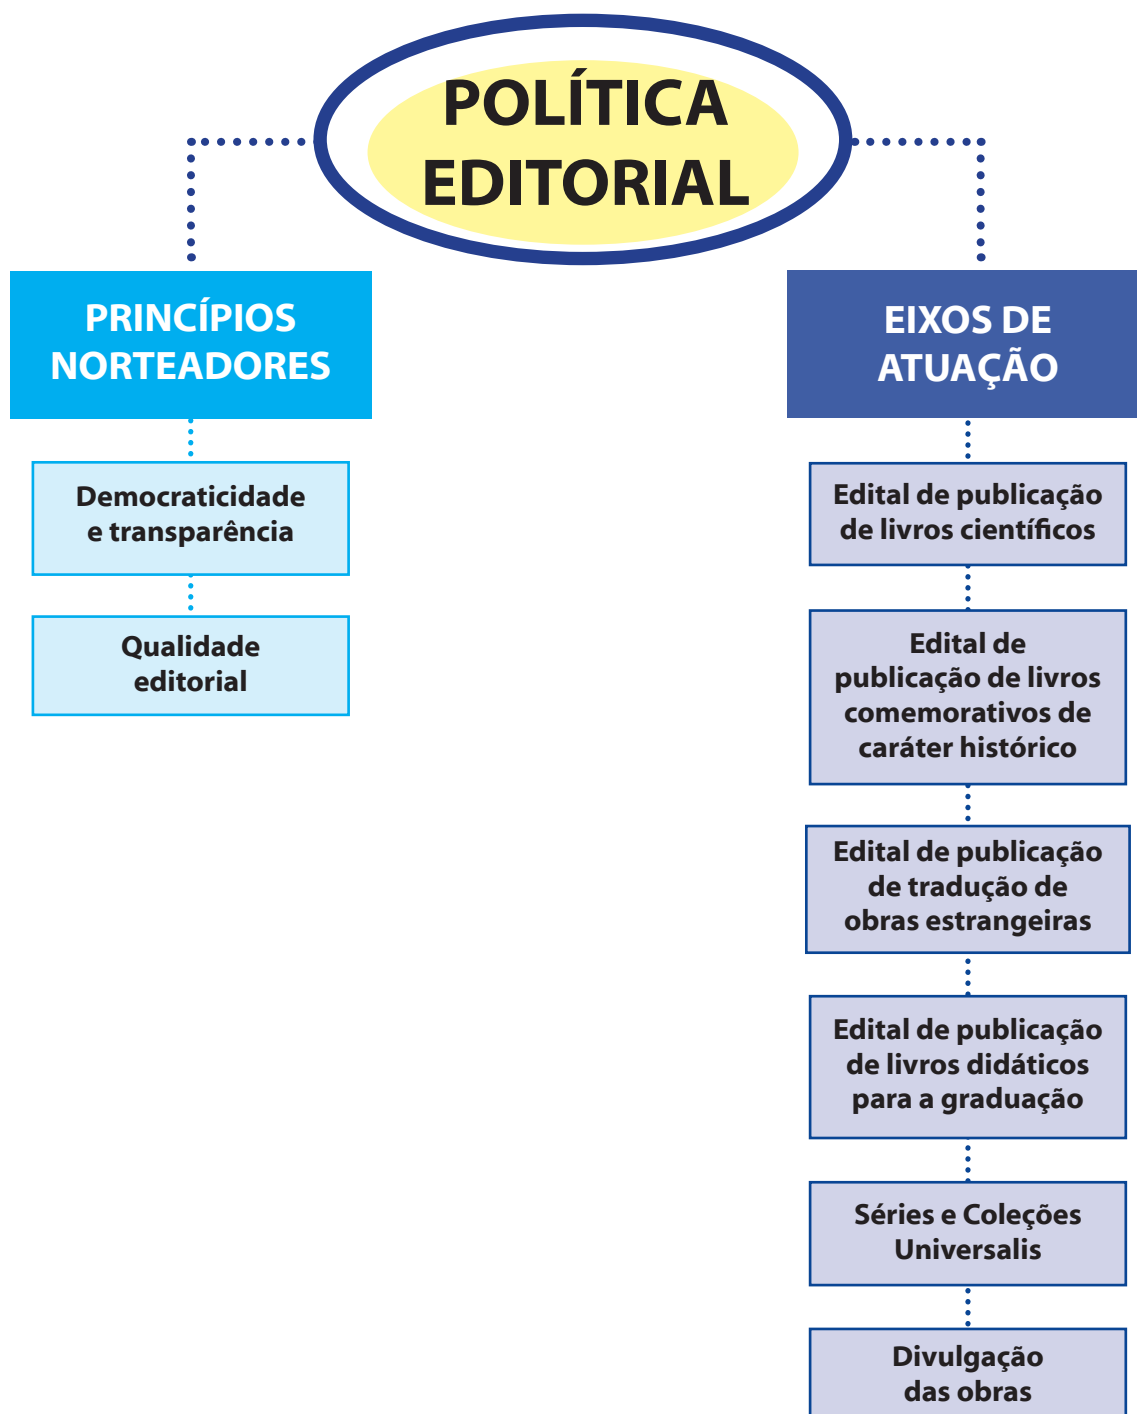 POLÍTICA
EDITORIAL
PRINCÍPIOS
NORTEADORES
Democraticidade
e transparência
Qualidade
editorial
EIXOS DE
ATUAÇÃO
Edital de publicação
de livros científicos
Edital de
publicação de livros
comemorativos de
caráter histórico
Edital de publicação
de tradução de
obras estrangeiras
Edital de publicação
de livros didáticos
para a graduação
Séries e Coleções
Universalis
Divulgação
das obras